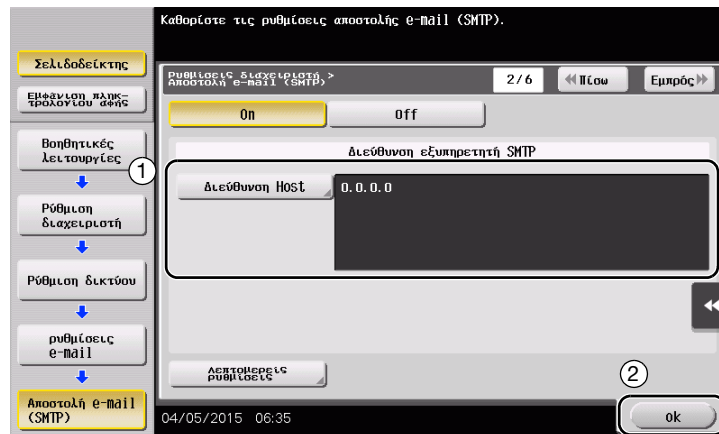 Καθορίστε τις ρυθμίσεις αποστολής e-mail (SMTP).
Σελιδοδείκτης
Εμφάνιση πληκ-
τρολογίου αφής
Βοηθητικές
λειτουργίες
Ρύθμιση
διαχειριστή
Ρύθμιση δικτύου
ρυθμίσεις
e-mail
Αποστολή e-mail
(SMTP)
Ρυθμίσεις διαχειριστή >
Αποστολή e-mail (SMTP)
2/6
Πίσω
Εμπρός
On
Off
Διεύθυνση εξυπηρετητή SMTP
1
Διεύθυνση Host
0.0.0.0
Λεπτομερείς
ρυθμίσεις
2
04/05/2015 06:35
ok